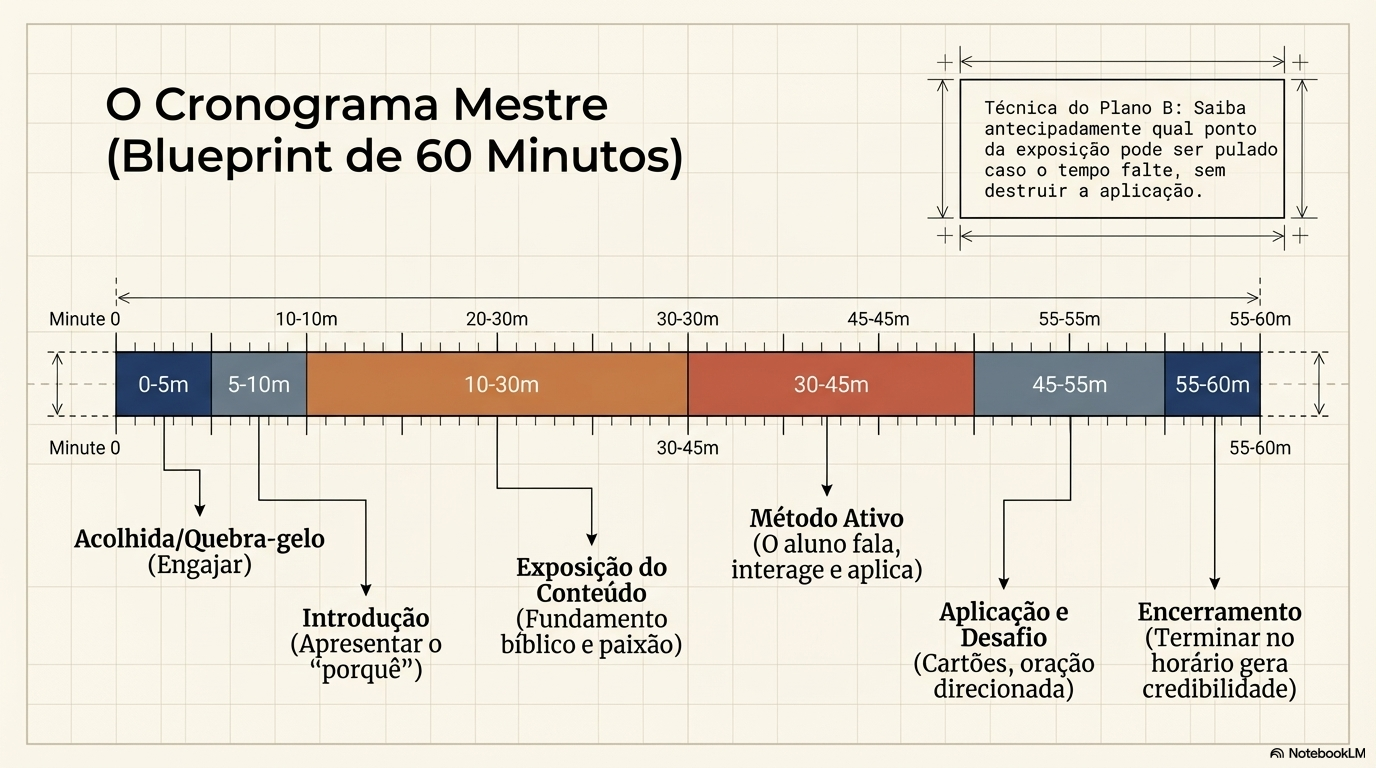 O Cronograma Mestre
(Blueprint de 60 Minutos)
Técnica do Plano B: Saiba
antecipadamente qual ponto
da exposição pode ser pulado
caso o tempo falte, sem
destruir a aplicação.
Minute 0 10-10m 20-30m 30-30m 45-45m 55-55m 55-60m
0-5m 5-10m 10-30m 30-45m 45-55m 55-60m
Minute 0 30-45m 55-60m
Acolhida/Quebra-gelo
(Engajar)
Introdução
(Apresentar o
“porquê”)
Exposição do
Conteúdo
(Fundamento
bíblico e paixão)
Método Ativo
(O aluno fala,
interage e aplica)
Aplicação e
Desafio
(Cartões, oração
direcionada)
Encerramento
(Terminar no
horário gera
credibilidade)
NotebookLM